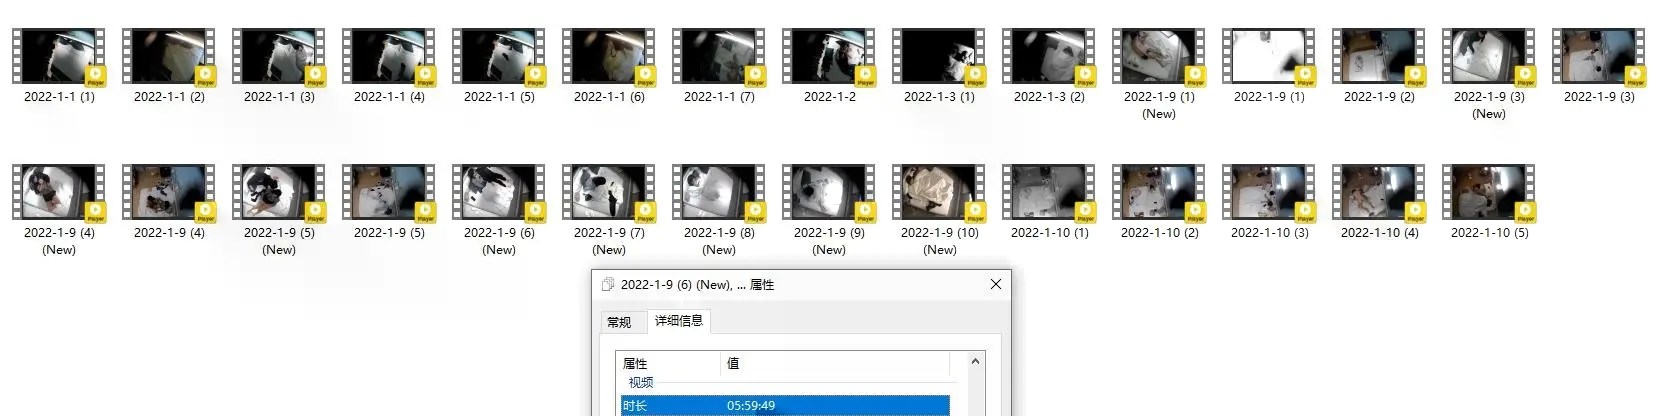 2022-1-1 (1) 2022-1-1 (2) 2022-1-1 (3) 2022-1-1 (4) 2022-1-1 (5) 2022-1-1 (6) 2022-1-1 (7) 2022-1-2 2022-1-3 (1) 2022-1-3 (2) 2022-1-9 (1) (New) 2022-1-9 (1) 2022-1-9 (2) 2022-1-9 (3) (New) 2022-1-9 (3)
2022-1-9 (4) (New) 2022-1-9 (4) 2022-1-9 (5) (New) 2022-1-9 (5) 2022-1-9 (6) (New) 2022-1-9 (7) (New) 2022-1-9 (8) (New) 2022-1-9 (9) (New) 2022-1-9 (10) (New) 2022-1-10 (1) 2022-1-10 (2) 2022-1-10 (3) 2022-1-10 (4) 2022-1-10 (5)
2022-1-9 (6) (New), ... 属性
常规 详细信息
属性 值
视频
时长 05:59:49